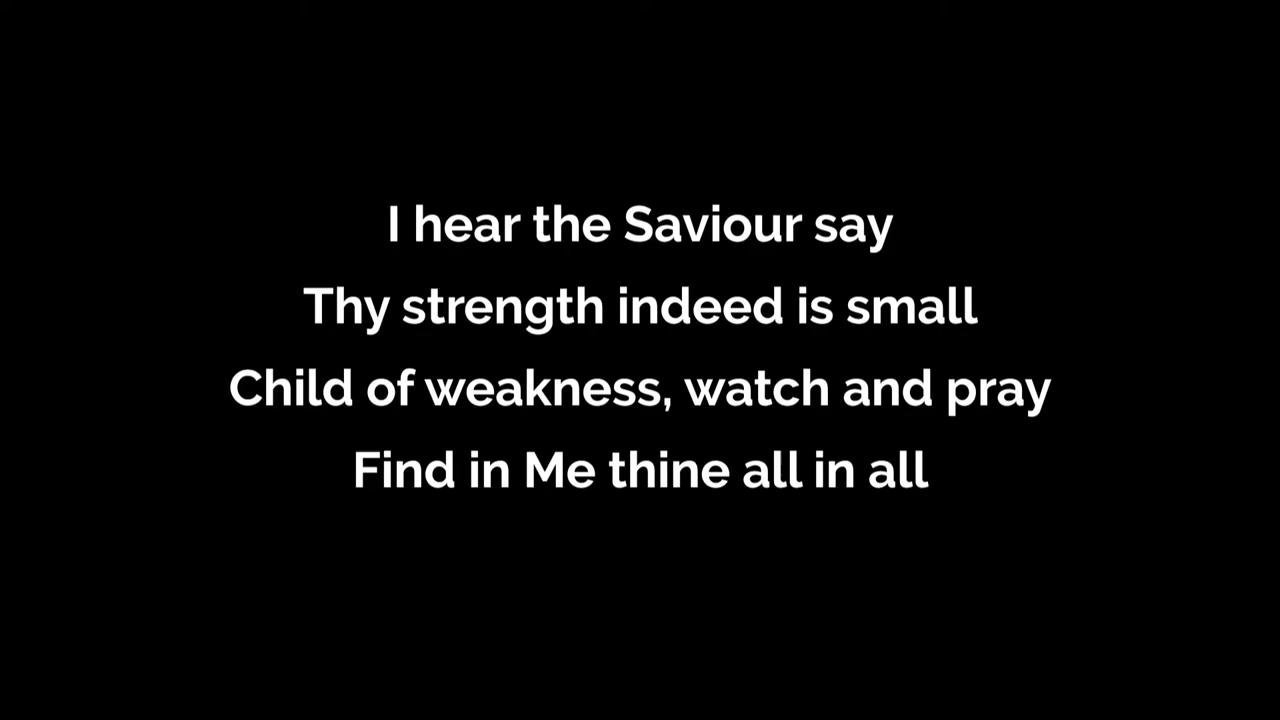 I hear the Saviour say
Thy strength indeed is small
Child of weakness, watch and pray
Find in Me thine all in all